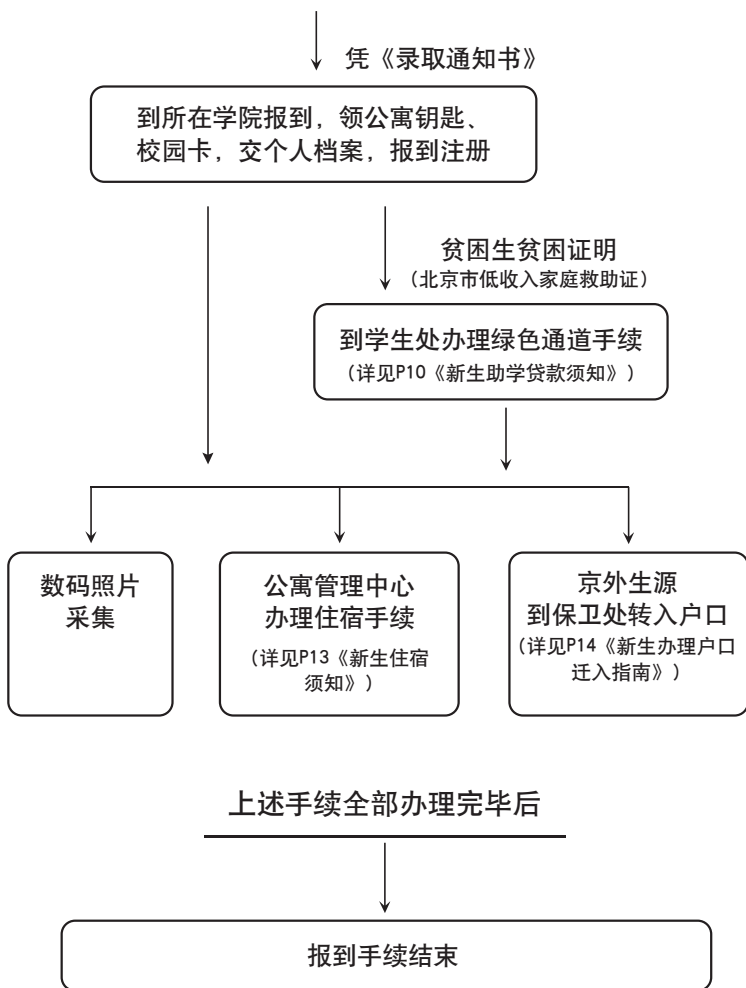 凭《录取通知书》
到所在学院报到，领公寓钥匙、
校园卡，交个人档案，报到注册
贫困生贫困证明
（北京市低收入家庭救助证）
到学生处办理绿色通道手续
（详见P10《新生助学贷款须知》）
数码照片
采集
公寓管理中心
办理住宿手续
（详见P13《新生住宿
须知》）
京外生源
到保卫处转入户口
（详见P14《新生办理户口
迁入指南》）
上述手续全部办理完毕后
报到手续结束